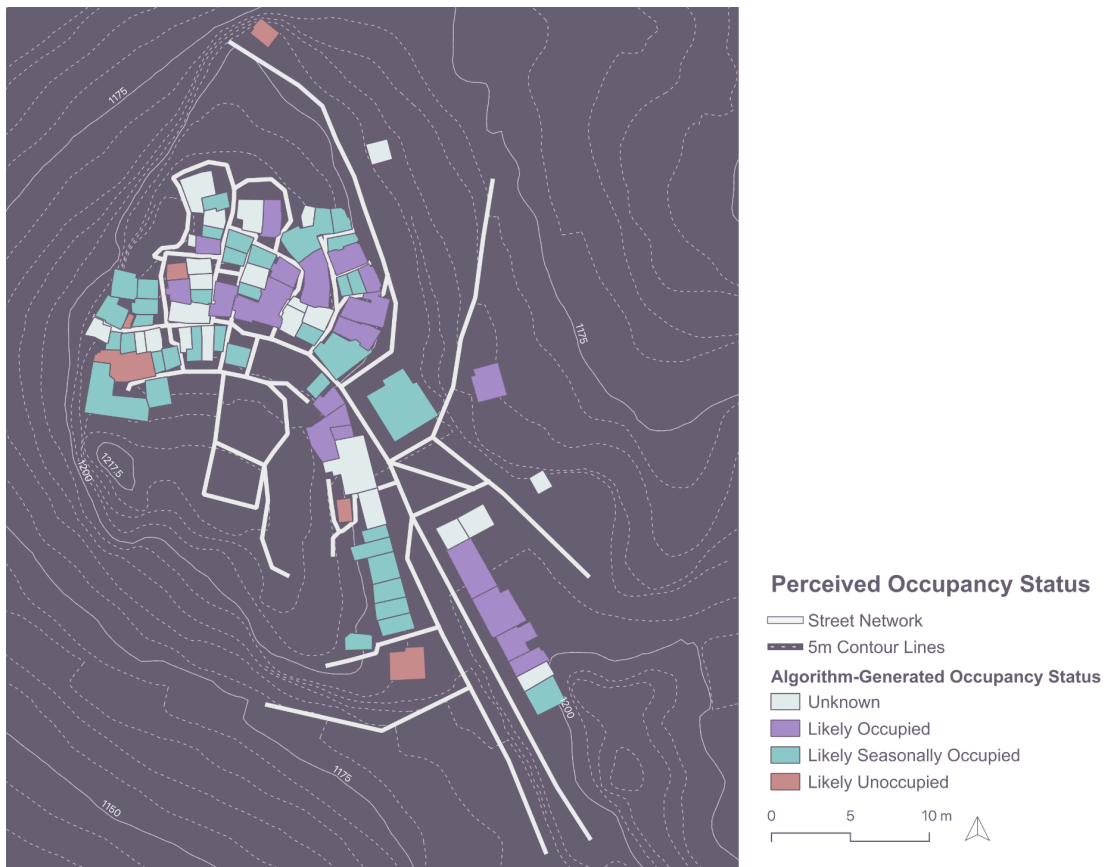 1175
1175
1200
1217.5
1200
1175
1150
Perceived Occupancy Status
Street Network
5m Contour Lines
Algorithm-Generated Occupancy Status
Unknown
Likely Occupied
Likely Seasonally Occupied
Likely Unoccupied
0 5 10 m